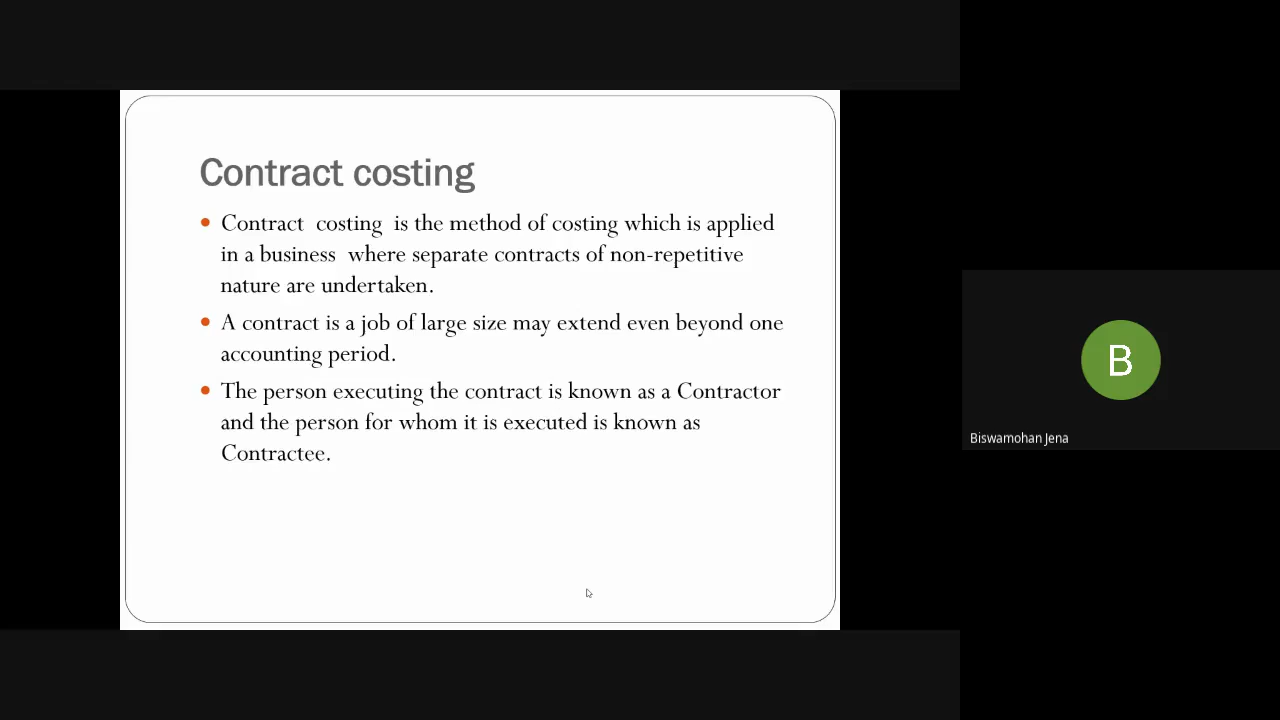 Contract costing
• Contract costing is the method of costing which is applied
in a business where separate contracts of non-repetitive
nature are undertaken.
• A contract is a job of large size may extend even beyond one
accounting period.
• The person executing the contract is known as a Contractor
and the person for whom it is executed is known as
Contractee.
B
Biswamohan Jena